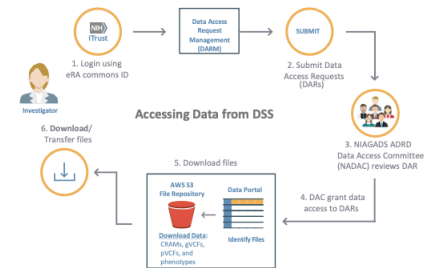 NIH
iTrust
Data Access
Request
Management
(DARM)
SUBMIT
1. Login using
eRA commons ID
2. Submit Data
Access Requests
(DARs)
Investigator
Accessing Data from DSS
3. NIAGADS ADRD
Data Access Committee
(NADAC) reviews DAR
6. Download/
Transfer files
5. Download files
4. DAC grant data
access to DARs
AWS S3
File Repository
Data Portal
Download Data:
CRAMs, gVCFs,
pVCFs, and
phenotypes
Identify Files